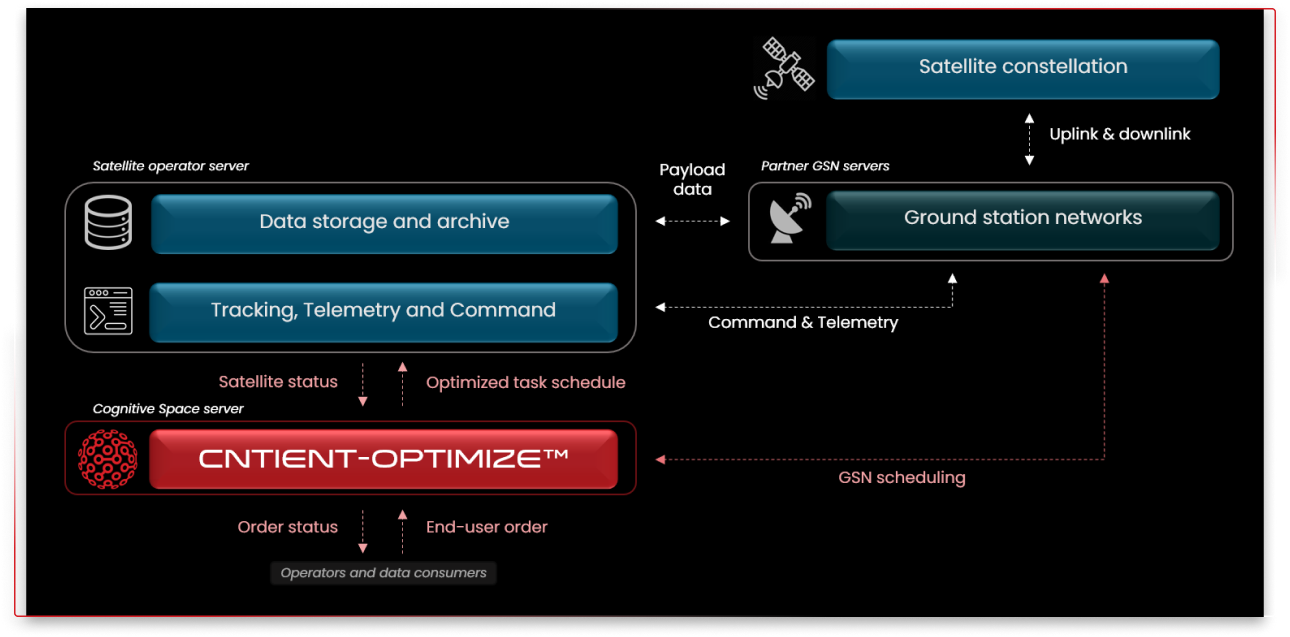 Satellite constellation
Uplink & downlink
Satellite operator server
Payload
data
Partner GSN servers
Data storage and archive
Ground station networks
Tracking, Telemetry and Command
Command & Telemetry
Satellite status
Optimized task schedule
Cognitive Space server
CNTIENT-OPTIMIZE™
GSN scheduling
Order status
End-user order
Operators and data consumers